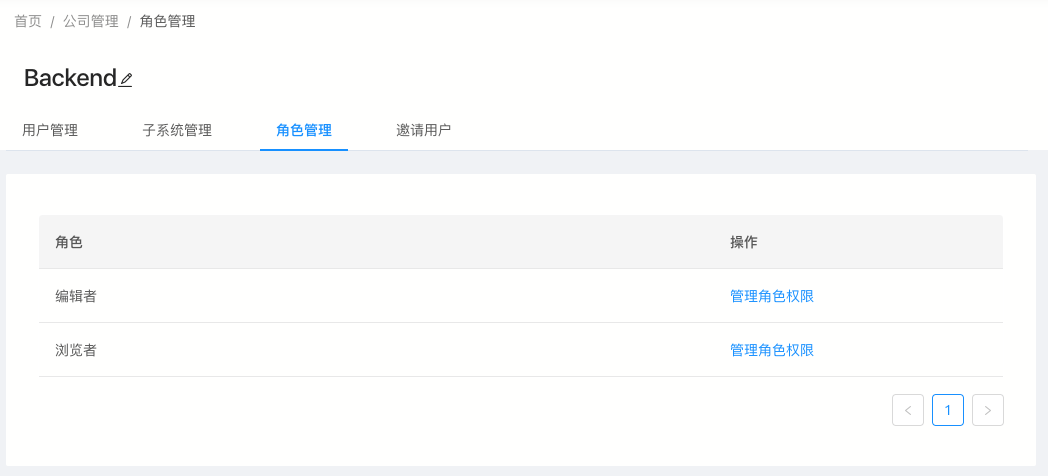 首页 / 公司管理 / 角色管理
Backend
用户管理 子系统管理 角色管理 邀请用户
角色 操作
编辑者 管理角色权限
浏览者 管理角色权限
< 1 >